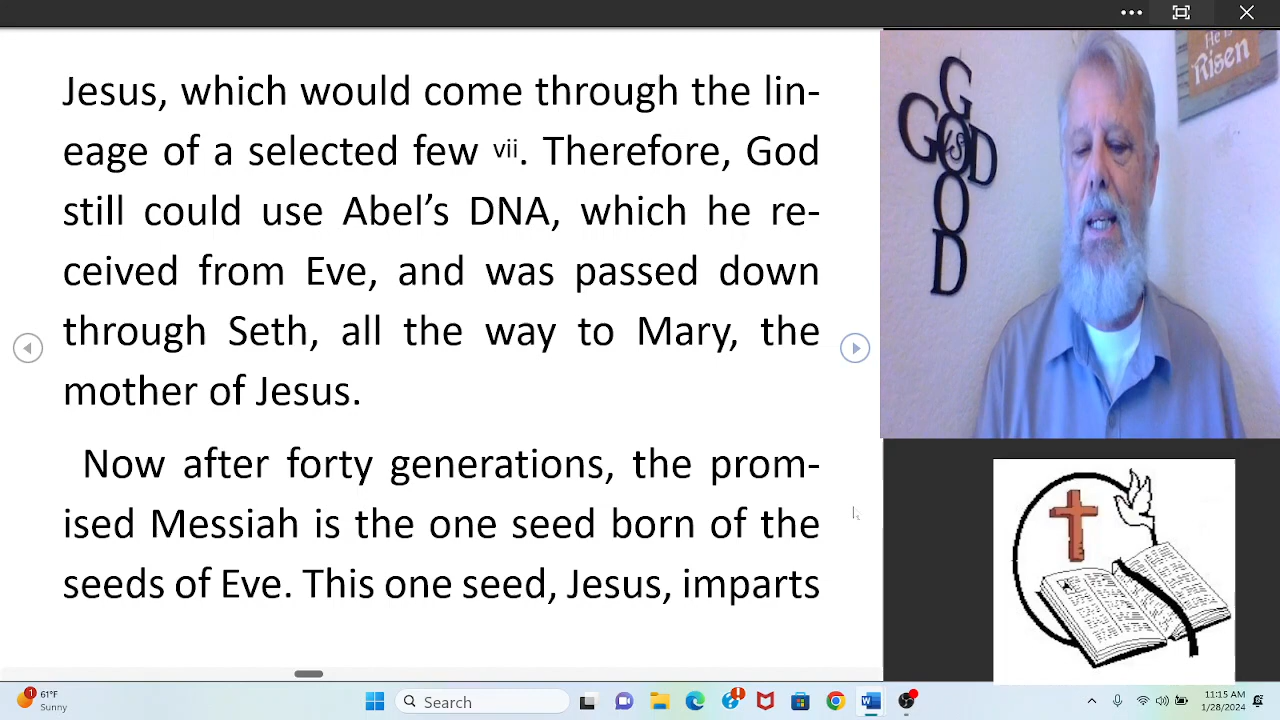 Jesus, which would come through the lin-
eage of a selected few vii. Therefore, God
still could use Abel's DNA, which he re-
ceived from Eve, and was passed down
through Seth, all the way to Mary, the
mother of Jesus.
Now after forty generations, the prom-
ised Messiah is the one seed born of the
seeds of Eve. This one seed, Jesus, imparts
GOD
IS
GOOD
He is
Risen
1
61°F
Sunny
Search
11:15 AM
1/28/2024